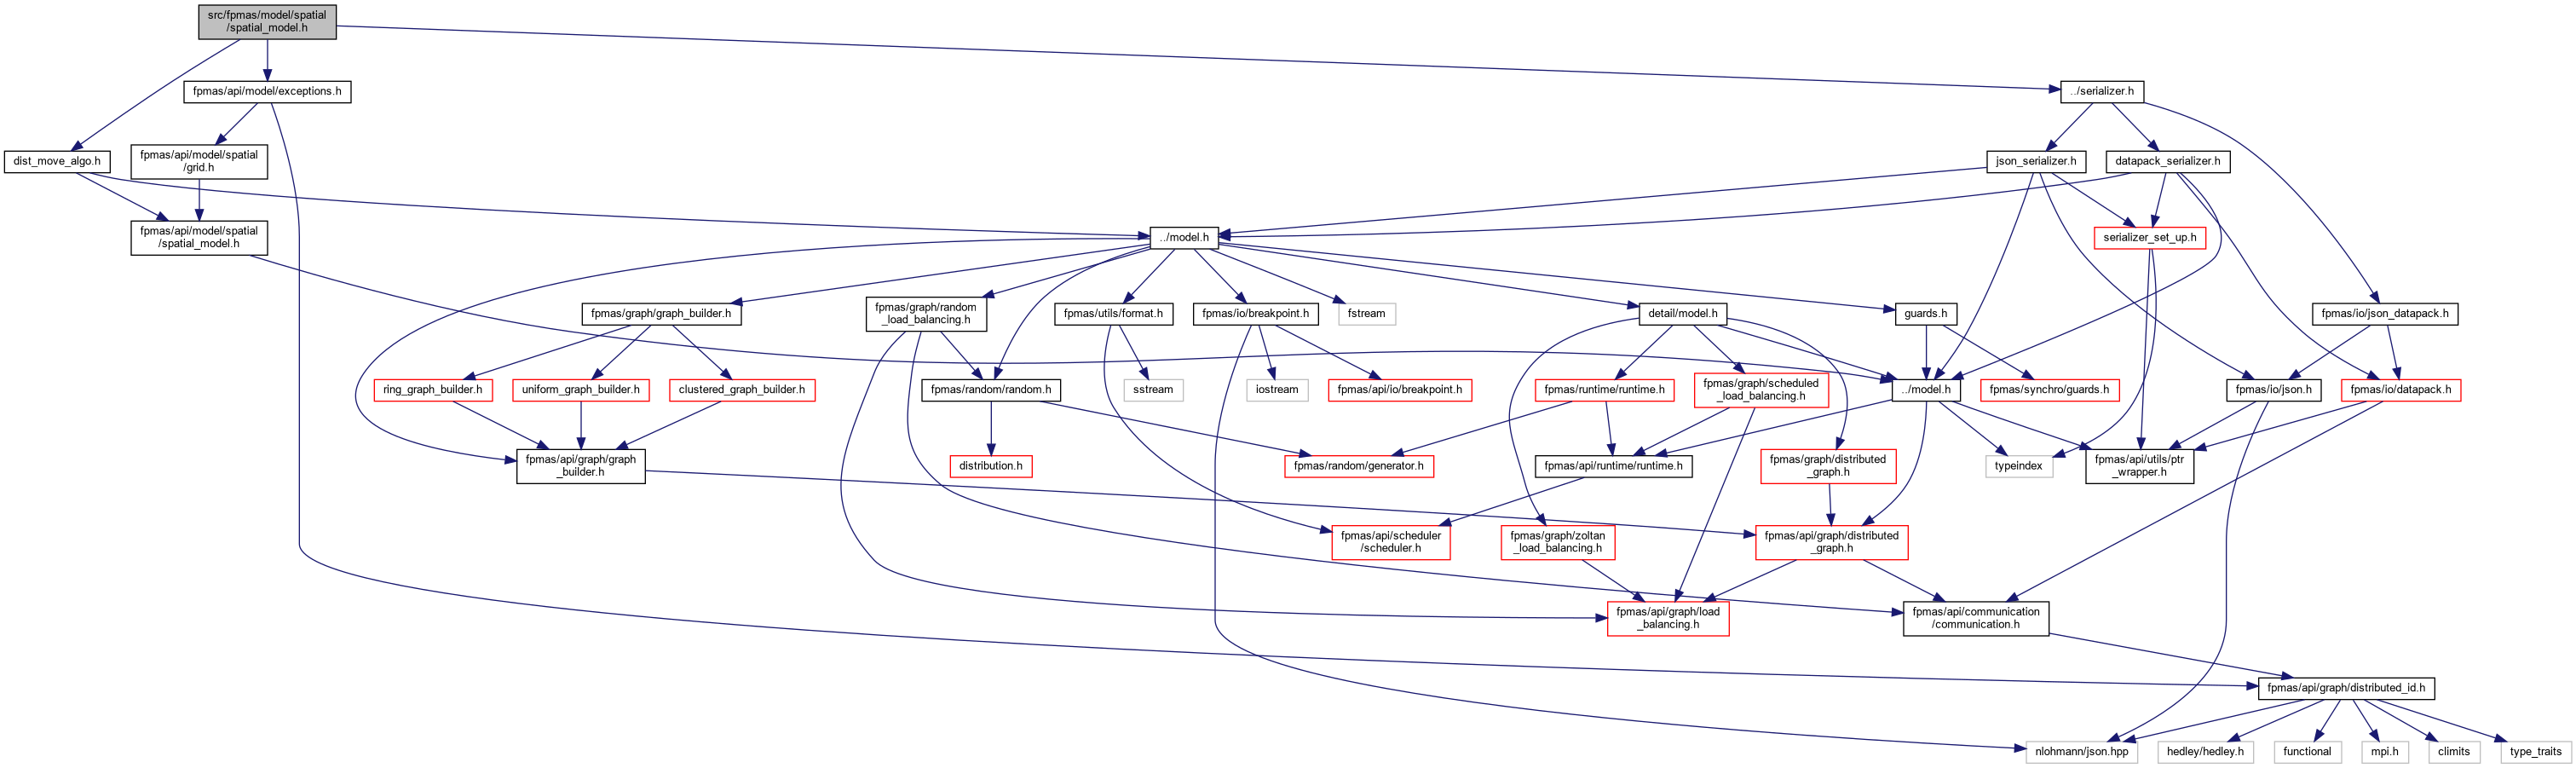 src/fpmas/model/spatial
/spatial_model.h
fpmas/api/model/exceptions.h
../serializer.h
dist_move_algo.h
fpmas/api/model/spatial
/grid.h
json_serializer.h
datapack_serializer.h
fpmas/api/model/spatial
/spatial_model.h
../model.h
serializer_set_up.h
fpmas/graph/graph_builder.h
fpmas/graph/random
_load_balancing.h
fpmas/utils/format.h
fpmas/io/breakpoint.h
fstream
detail/model.h
guards.h
fpmas/io/json_datapack.h
ring_graph_builder.h
uniform_graph_builder.h
clustered_graph_builder.h
fpmas/random/random.h
sstream
iostream
fpmas/api/io/breakpoint.h
fpmas/runtime/runtime.h
fpmas/graph/scheduled
_load_balancing.h
../model.h
fpmas/synchro/guards.h
fpmas/io/json.h
fpmas/io/datapack.h
fpmas/api/graph/graph
_builder.h
distribution.h
fpmas/random/generator.h
fpmas/api/runtime/runtime.h
fpmas/graph/distributed
_graph.h
typeindex
fpmas/api/utils/ptr
_wrapper.h
fpmas/api/scheduler
/scheduler.h
fpmas/graph/zoltan
_load_balancing.h
fpmas/api/graph/distributed
_graph.h
fpmas/api/graph/load
_balancing.h
fpmas/api/communication
/communication.h
fpmas/api/graph/distributed_id.h
nlohmann/json.hpp
hedley/hedley.h
functional
mpi.h
climits
type_traits